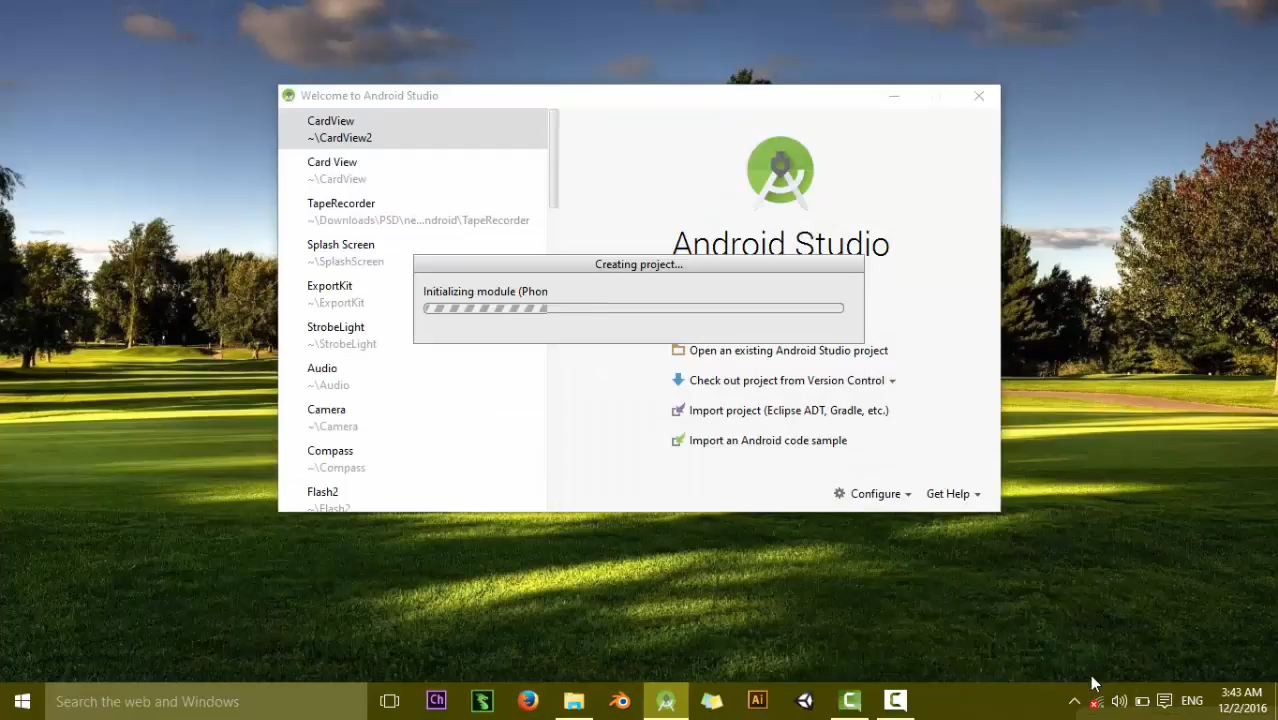 Welcome to Android Studio
CardView
~\CardView2
Card View
~\CardView
TapeRecorder
~\Downloads\PSD\ne...ndroid\TapeRecorder
Splash Screen
~\SplashScreen
ExportKit
~\ExportKit
StrobeLight
~\StrobeLight
Audio
~\Audio
Camera
~\Camera
Compass
~\Compass
Flash2
~\Flash2
Android Studio
Creating project...
Initializing module (Phon
Open an existing Android Studio project
Check out project from Version Control
Import project (Eclipse ADT, Gradle, etc.)
Import an Android code sample
Configure
Get Help
Search the web and Windows
Ch
Ai
ENG
3:43 AM
12/2/2016